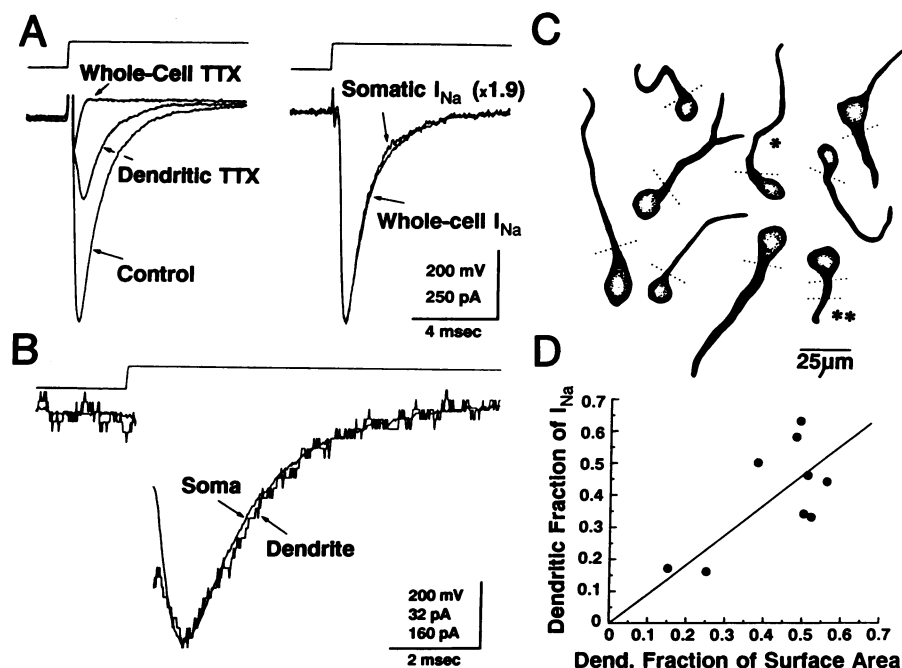 A
Whole-Cell TTX
Dendritic TTX
Control
Somatic INa (x1.9)
Whole-cell INa
200 mV
250 pA
4 msec
B
Soma
Dendrite
200 mV
32 pA
160 pA
2 msec
C
*
**
25µm
D
Dendritic Fraction of INa
0.7
0.6
0.5
0.4
0.3
0.2
0.1
0
0 0.1 0.2 0.3 0.4 0.5 0.6 0.7
Dend. Fraction of Surface Area